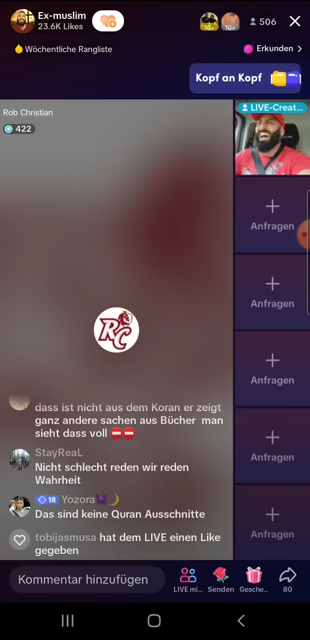 Ex-muslim
23.6K Likes
10+
10+
506
Wöchentliche Rangliste
Erkunden >
Kopf an Kopf
Rob Christian
422
LIVE-Creat...
Anfragen
Anfragen
Anfragen
Anfragen
Anfragen
RC
dass ist nicht aus dem Koran er zeigt
ganz andere sachen aus Bücher man
sieht dass voll ⛔⛔
StayReaL
Nicht schlecht reden wir reden
Wahrheit
18 Yozora
Das sind keine Quran Ausschnitte
tobijasmusa hat dem LIVE einen Like
gegeben
Kommentar hinzufügen
LIVE mi...
Senden
Gesche...
80